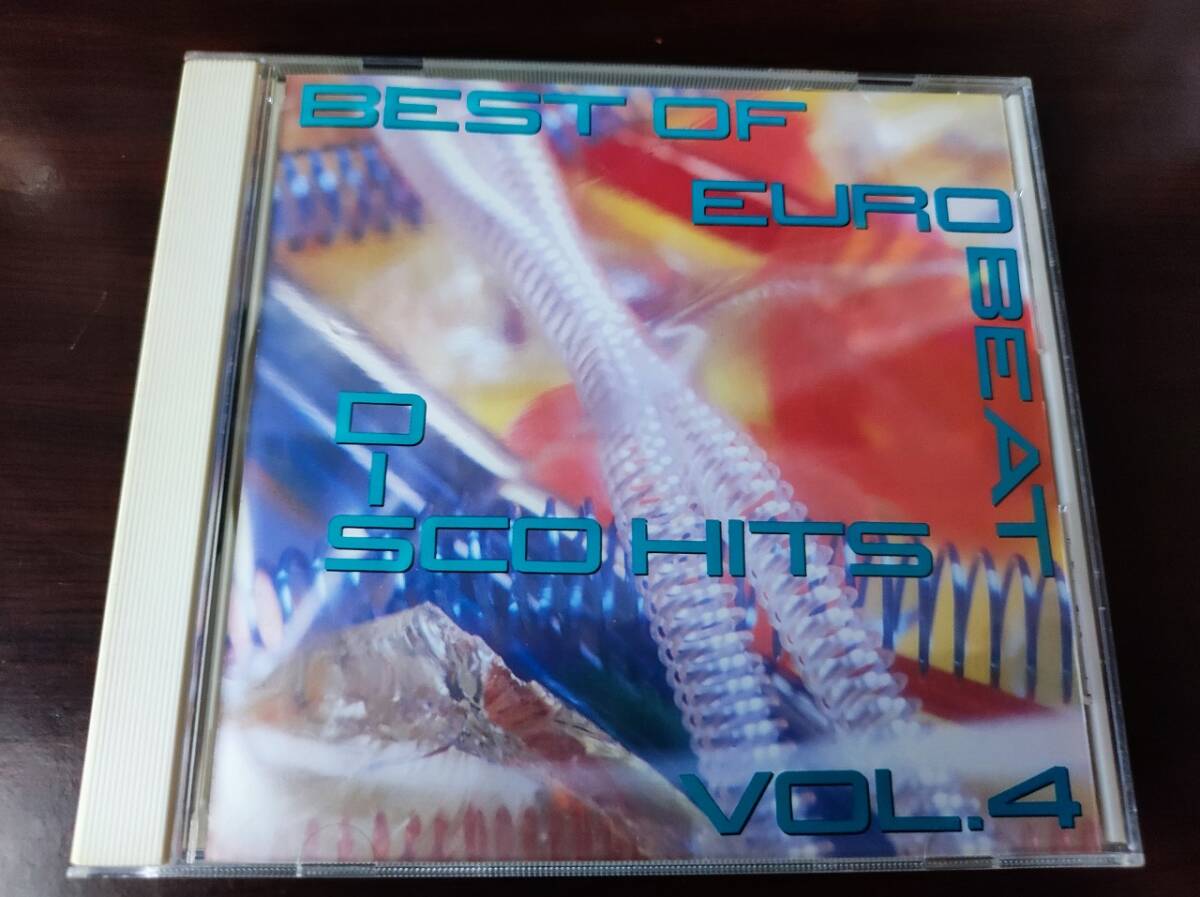 BEST OF
EURO
BEAT
DI
SCO HITS
VOL.4